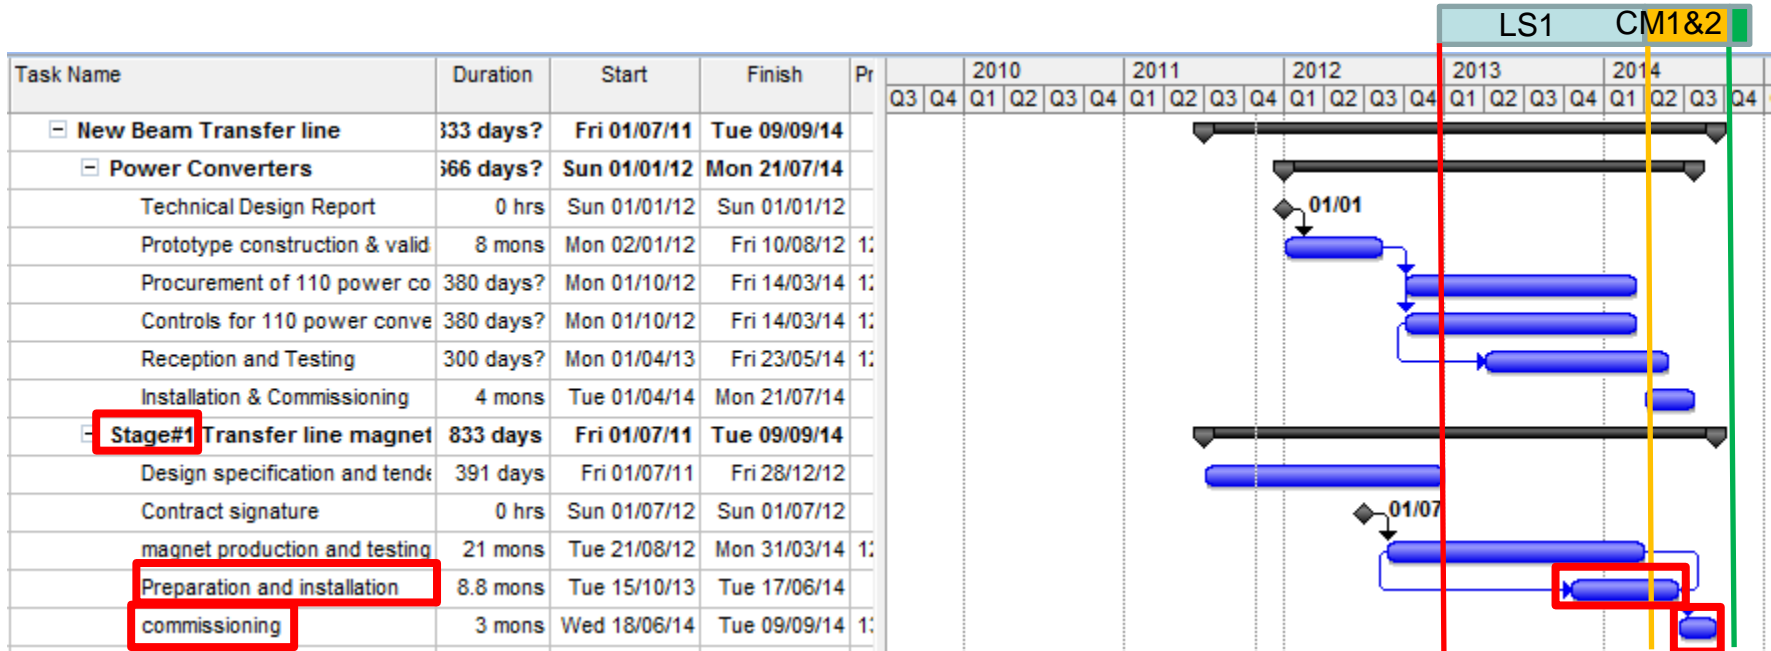 LS1 CM1&2
Task Name Duration Start Finish Pr 2010 2011 2012 2013 2014
Q3 Q4 Q1 Q2 Q3 Q4 Q1 Q2 Q3 Q4 Q1 Q2 Q3 Q4 Q1 Q2 Q3 Q4 Q1 Q2 Q3 Q4
New Beam Transfer line 333 days? Fri 01/07/11 Tue 09/09/14
Power Converters 666 days? Sun 01/01/12 Mon 21/07/14
Technical Design Report 0 hrs Sun 01/01/12 Sun 01/01/12 01/01
Prototype construction & valid 8 mons Mon 02/01/12 Fri 10/08/12 12
Procurement of 110 power co 380 days? Mon 01/10/12 Fri 14/03/14 12
Controls for 110 power conve 380 days? Mon 01/10/12 Fri 14/03/14 12
Reception and Testing 300 days? Mon 01/04/13 Fri 23/05/14 12
Installation & Commissioning 4 mons Tue 01/04/14 Mon 21/07/14
Stage#1 Transfer line magnet 833 days Fri 01/07/11 Tue 09/09/14
Design specification and tende 391 days Fri 01/07/11 Fri 28/12/12
Contract signature 0 hrs Sun 01/07/12 Sun 01/07/12 01/07
magnet production and testing 21 mons Tue 21/08/12 Mon 31/03/14 12
Preparation and installation 8.8 mons Tue 15/10/13 Tue 17/06/14
commissioning 3 mons Wed 18/06/14 Tue 09/09/14 13